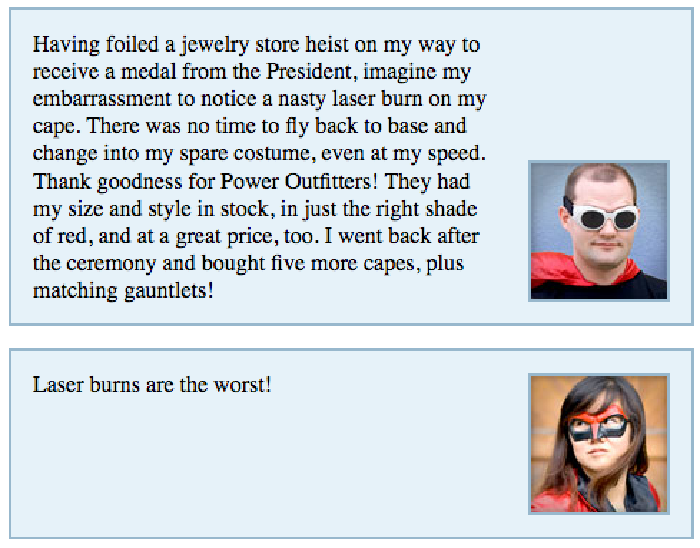 Having foiled a jewelry store heist on my way to
receive a medal from the President, imagine my
embarrassment to notice a nasty laser burn on my
cape. There was no time to fly back to base and
change into my spare costume, even at my speed.
Thank goodness for Power Outfitters! They had
my size and style in stock, in just the right shade
of red, and at a great price, too. I went back after
the ceremony and bought five more capes, plus
matching gauntlets!
Laser burns are the worst!